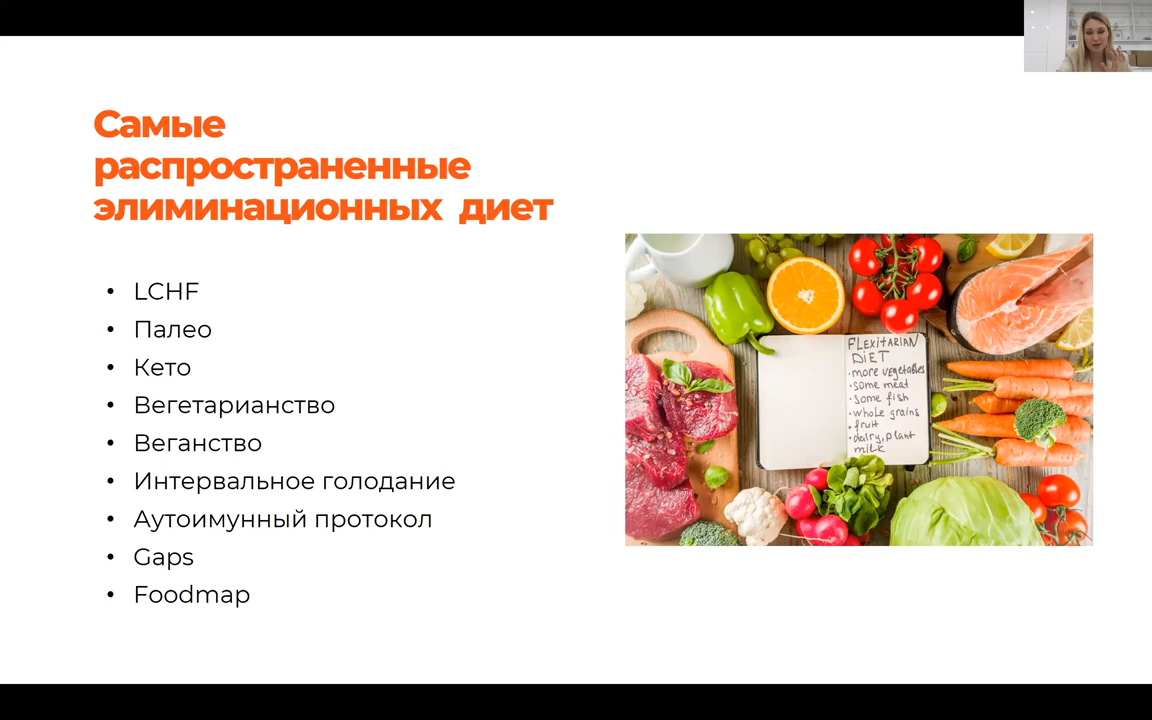 Самые
распространенные
элиминационных диет
• LCHF
• Палео
• Кето
• Вегетарианство
• Веганство
• Интервальное голодание
• Аутоимунный протокол
• Gaps
• Foodmap
FLEXITARIAN
DIET
• more vegetables
• some meat
• some fish
• whole grains
• fruit
• dairy, plant
milk